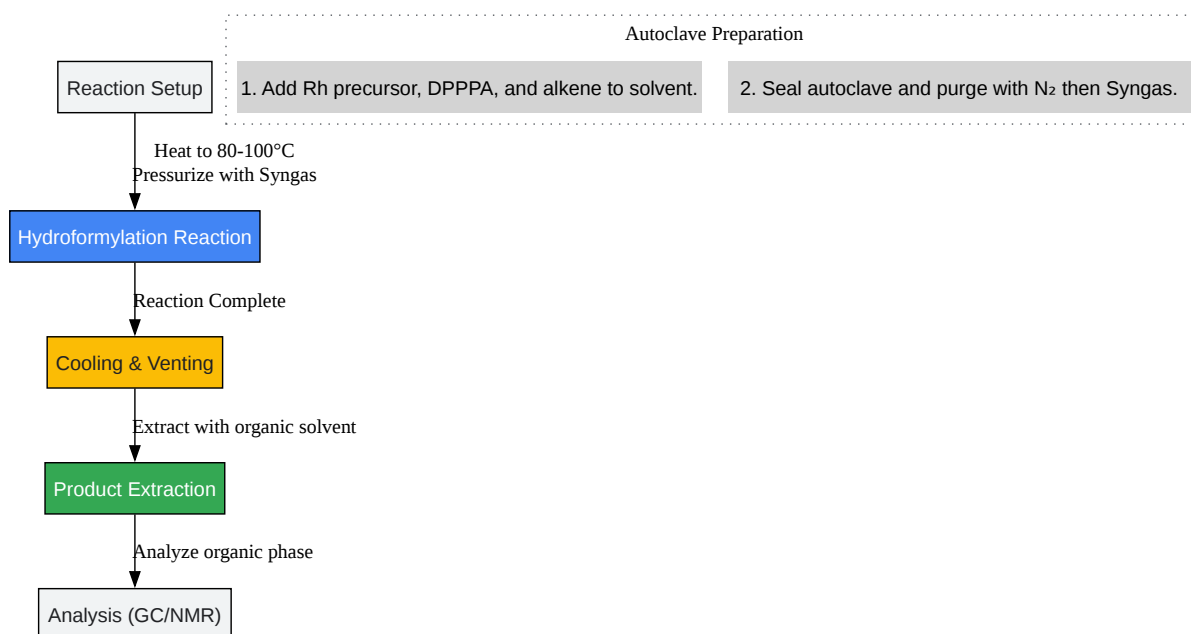 Autoclave Preparation
Reaction Setup
1. Add Rh precursor, DPPPA, and alkene to solvent.
2. Seal autoclave and purge with N₂ then Syngas.
Heat to 80-100°C
Pressurize with Syngas
Hydroformylation Reaction
Reaction Complete
Cooling & Venting
Extract with organic solvent
Product Extraction
Analyze organic phase
Analysis (GC/NMR)